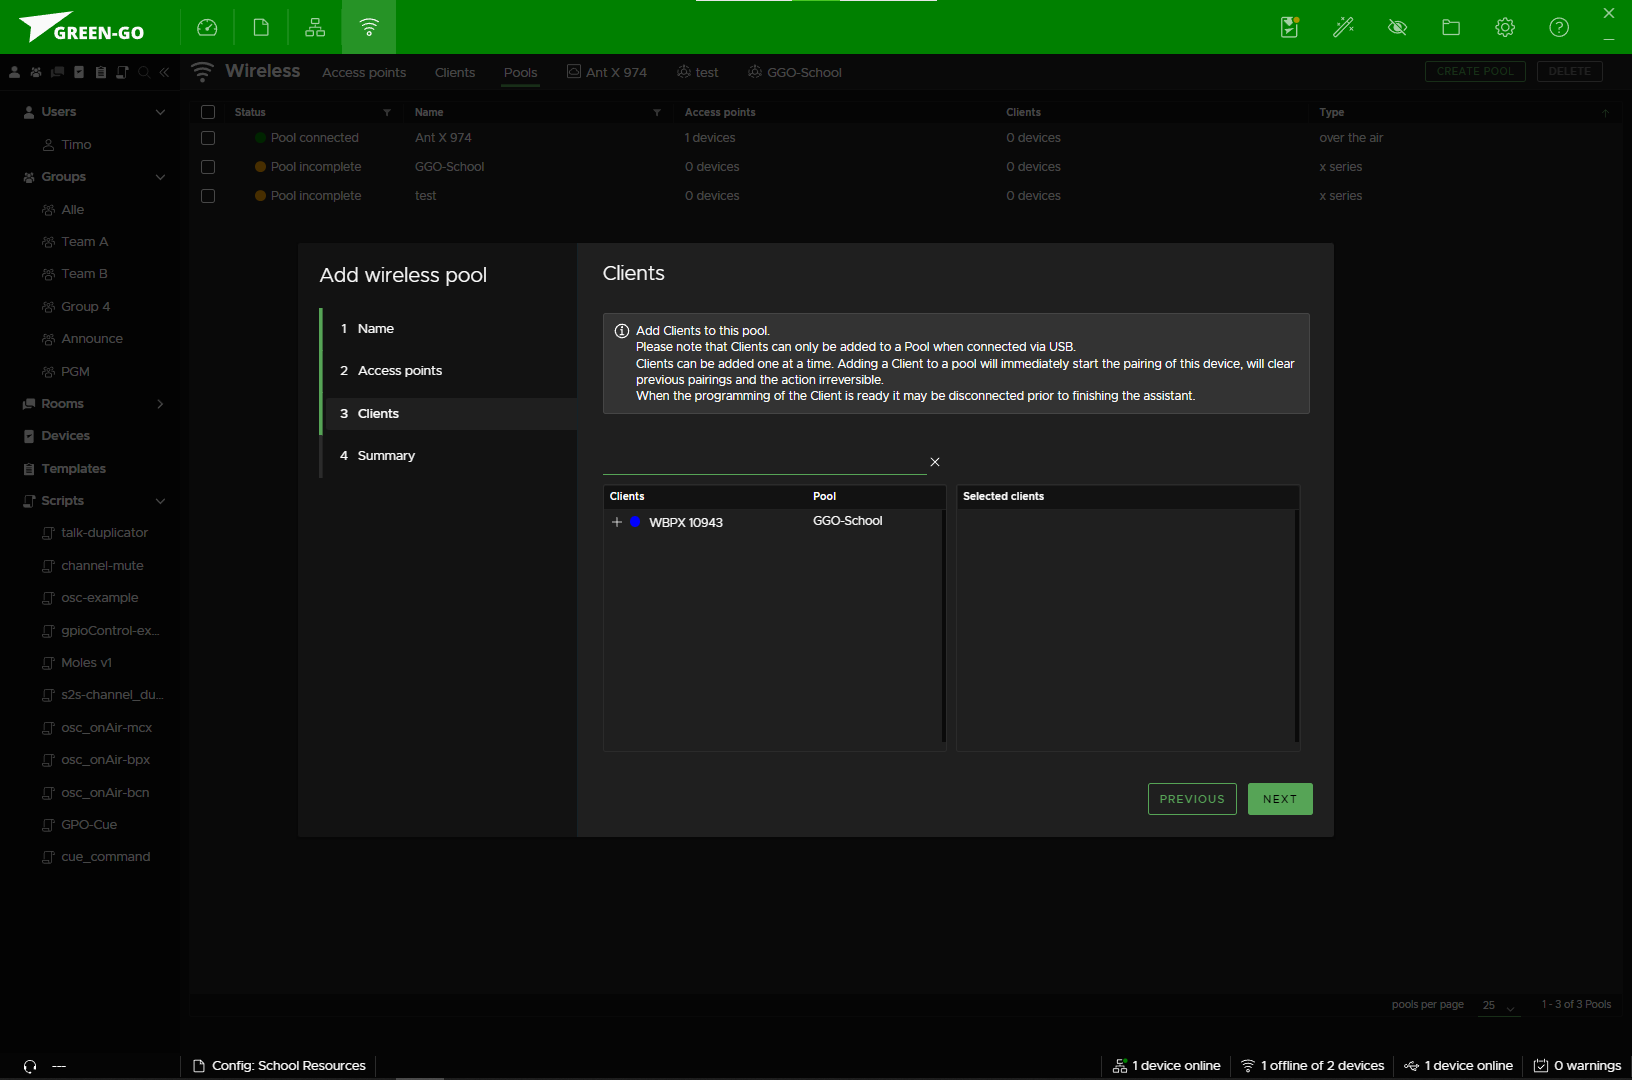 GREEN-GO
Wireless
Access points
Clients
Pools
Ant X 974
test
GGO-School
CREATE POOL
DELETE
Users
Timo
Groups
Alle
Team A
Team B
Group 4
Announce
PGM
Rooms
Devices
Templates
Scripts
talk-duplicator
channel-mute
osc-example
gpioControl-ex...
Moles v1
s2s-channel_du...
osc_onAir-mcx
osc_onAir-bpx
osc_onAir-bcn
GPO-Cue
cue_command
Status Name Access points Clients Type
Pool connected Ant X 974 1 devices 0 devices over the air
Pool incomplete GGO-School 0 devices 0 devices x series
Pool incomplete test 0 devices 0 devices x series
Add wireless pool
1 Name
2 Access points
3 Clients
4 Summary
Clients
Add Clients to this pool.
Please note that Clients can only be added to a Pool when connected via USB.
Clients can be added one at a time. Adding a Client to a pool will immediately start the pairing of this device, will clear
previous pairings and the action irreversible.
When the programming of the Client is ready it may be disconnected prior to finishing the assistant.
Clients Pool
WBPX 10943 GGO-School
Selected clients
PREVIOUS
NEXT
pools per page 25 1 - 3 of 3 Pools
---
Config: School Resources
1 device online
1 offline of 2 devices
1 device online
0 warnings